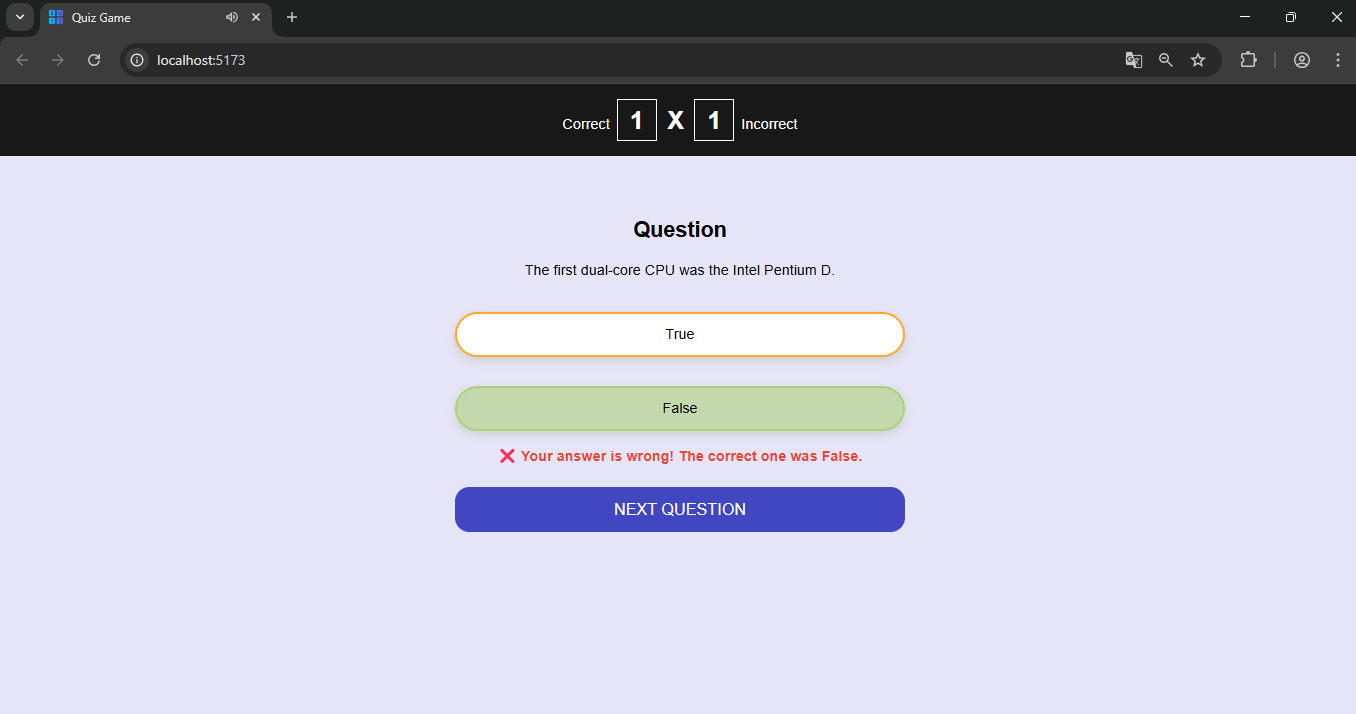 Quiz Game
localhost:5173
Correct 1 X 1 Incorrect
Question
The first dual-core CPU was the Intel Pentium D.
True
False
❌ Your answer is wrong! The correct one was False.
NEXT QUESTION